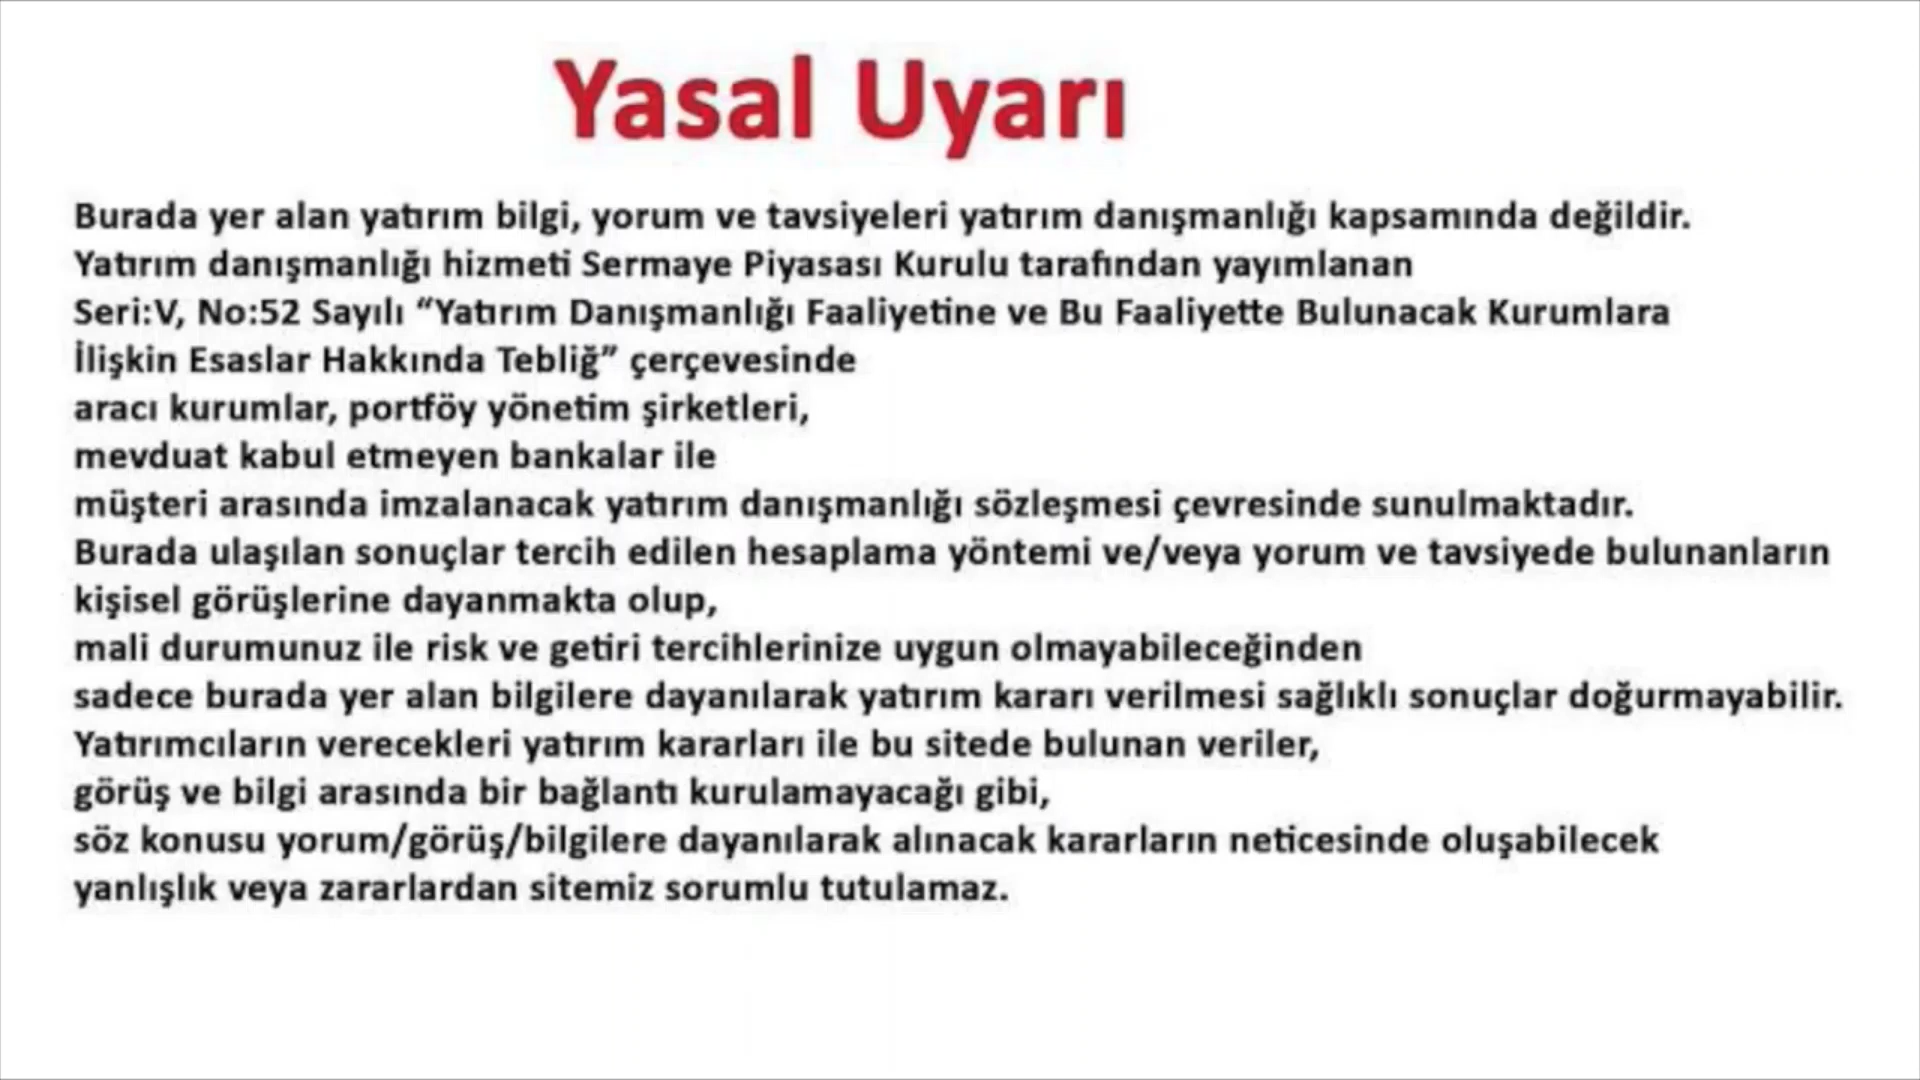 Yasal Uyarı
Burada yer alan yatırım bilgi, yorum ve tavsiyeleri yatırım danışmanlığı kapsamında değildir.
Yatırım danışmanlığı hizmeti Sermaye Piyasası Kurulu tarafından yayımlanan
Seri:V, No:52 Sayılı “Yatırım Danışmanlığı Faaliyetine ve Bu Faaliyette Bulunacak Kurumlara
İlişkin Esaslar Hakkında Tebliğ” çerçevesinde
aracı kurumlar, portföy yönetim şirketleri,
mevduat kabul etmeyen bankalar ile
müşteri arasında imzalanacak yatırım danışmanlığı sözleşmesi çevresinde sunulmaktadır.
Burada ulaşılan sonuçlar tercih edilen hesaplama yöntemi ve/veya yorum ve tavsiyede bulunanların
kişisel görüşlerine dayanmakta olup,
mali durumunuz ile risk ve getiri tercihlerinize uygun olmayabileceğinden
sadece burada yer alan bilgilere dayanılarak yatırım kararı verilmesi sağlıklı sonuçlar doğurmayabilir.
Yatırımcıların verecekleri yatırım kararları ile bu sitede bulunan veriler,
görüş ve bilgi arasında bir bağlantı kurulamayacağı gibi,
söz konusu yorum/görüş/bilgilere dayanılarak alınacak kararların neticesinde oluşabilecek
yanlışlık veya zararlardan sitemiz sorumlu tutulamaz.